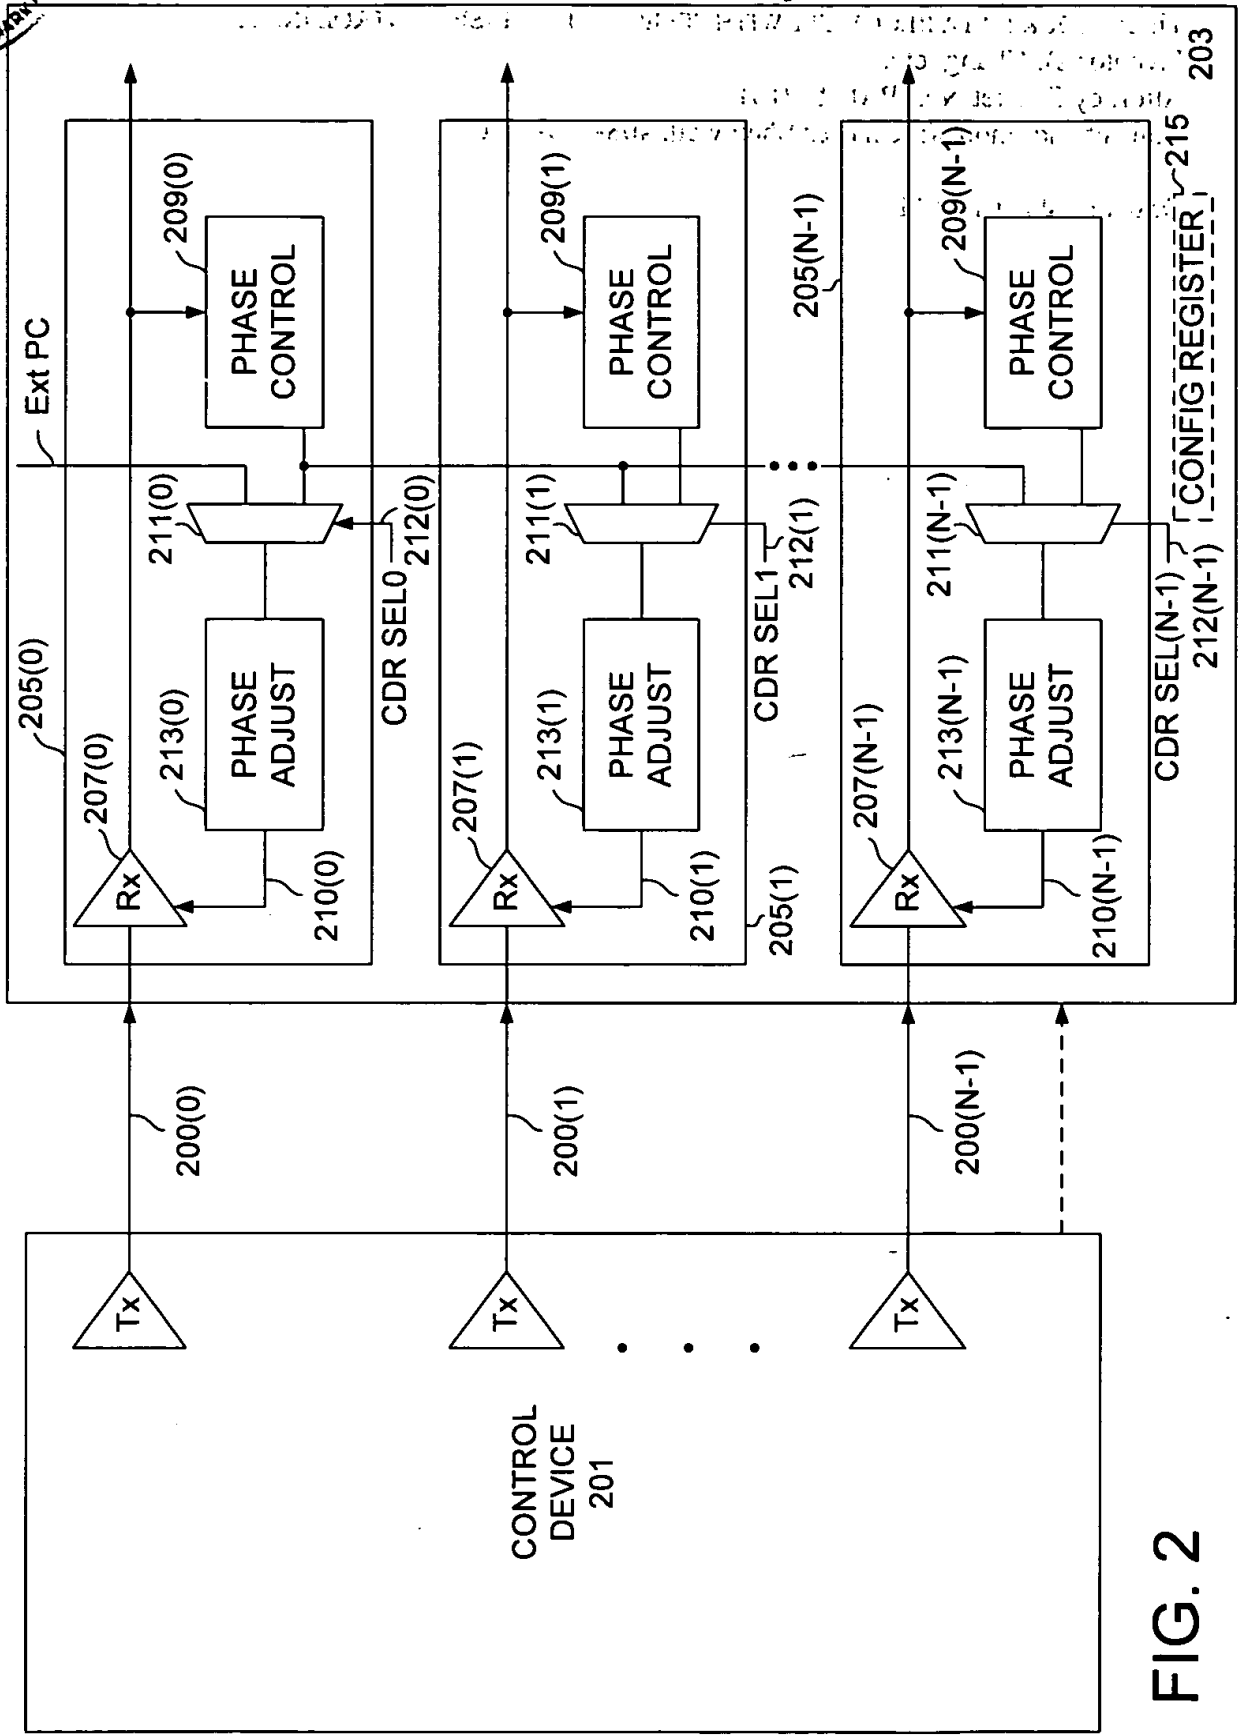 203
215
CONFIG REGISTER
Ext PC
205(0)
207(0)
Rx
209(0)
PHASE
CONTROL
211(0)
213(0)
PHASE
ADJUST
210(0)
CDR SEL0
212(0)
207(1)
Rx
209(1)
PHASE
CONTROL
211(1)
213(1)
PHASE
ADJUST
210(1)
205(1)
CDR SEL1
212(1)
205(N-1)
207(N-1)
Rx
209(N-1)
PHASE
CONTROL
211(N-1)
213(N-1)
PHASE
ADJUST
210(N-1)
CDR SEL(N-1)
212(N-1)
200(0)
200(1)
200(N-1)
Tx
Tx
Tx
CONTROL
DEVICE
201
FIG. 2